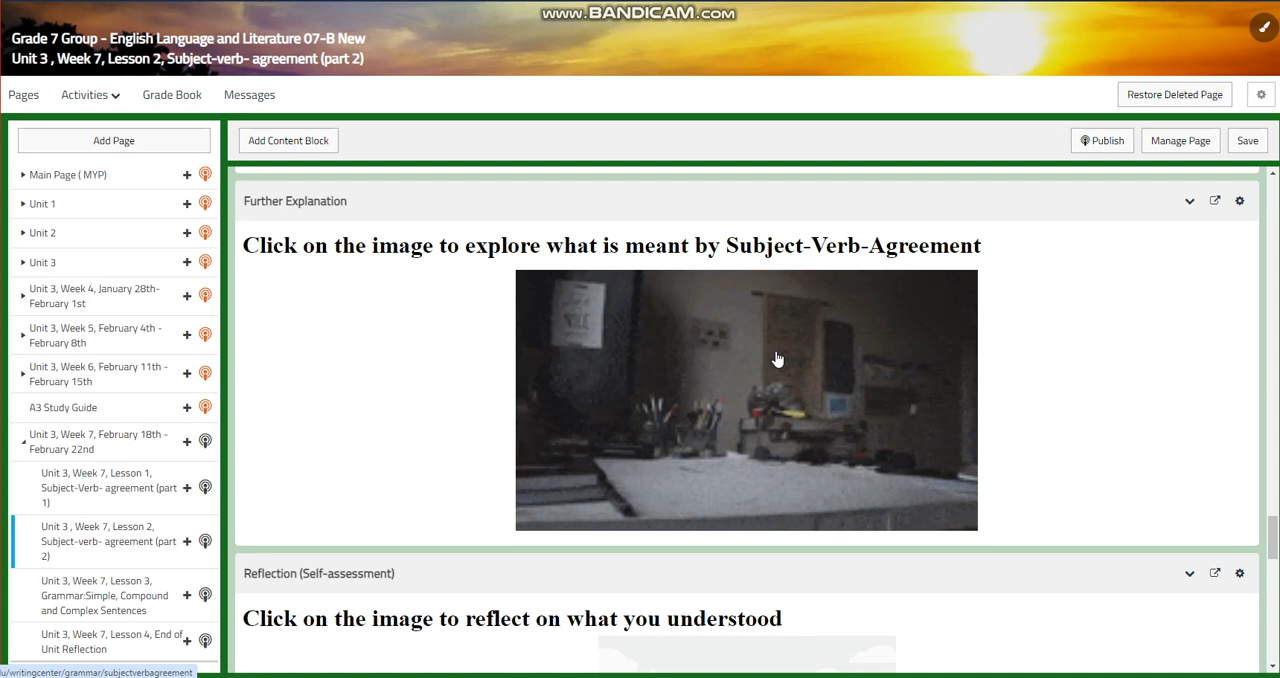 www.BANDICAM.com
Grade 7 Group - English Language and Literature 07-B New
Unit 3 , Week 7, Lesson 2, Subject-verb- agreement (part 2)
Pages
Activities
Grade Book
Messages
Restore Deleted Page
Add Page
Add Content Block
Publish
Manage Page
Save
Main Page ( MYP)
Unit 1
Unit 2
Unit 3
Unit 3, Week 4, January 28th-
February 1st
Unit 3, Week 5, February 4th -
February 8th
Unit 3, Week 6, February 11th -
February 15th
A3 Study Guide
Unit 3, Week 7, February 18th -
February 22nd
Unit 3, Week 7, Lesson 1,
Subject-Verb- agreement (part
1)
Unit 3 , Week 7, Lesson 2,
Subject-verb- agreement (part
2)
Unit 3, Week 7, Lesson 3,
Grammar:Simple, Compound
and Complex Sentences
Unit 3, Week 7, Lesson 4, End of
Unit Reflection
Further Explanation
Click on the image to explore what is meant by Subject-Verb-Agreement
Reflection (Self-assessment)
Click on the image to reflect on what you understood
/writingcenter/grammar/subjectverbagreement